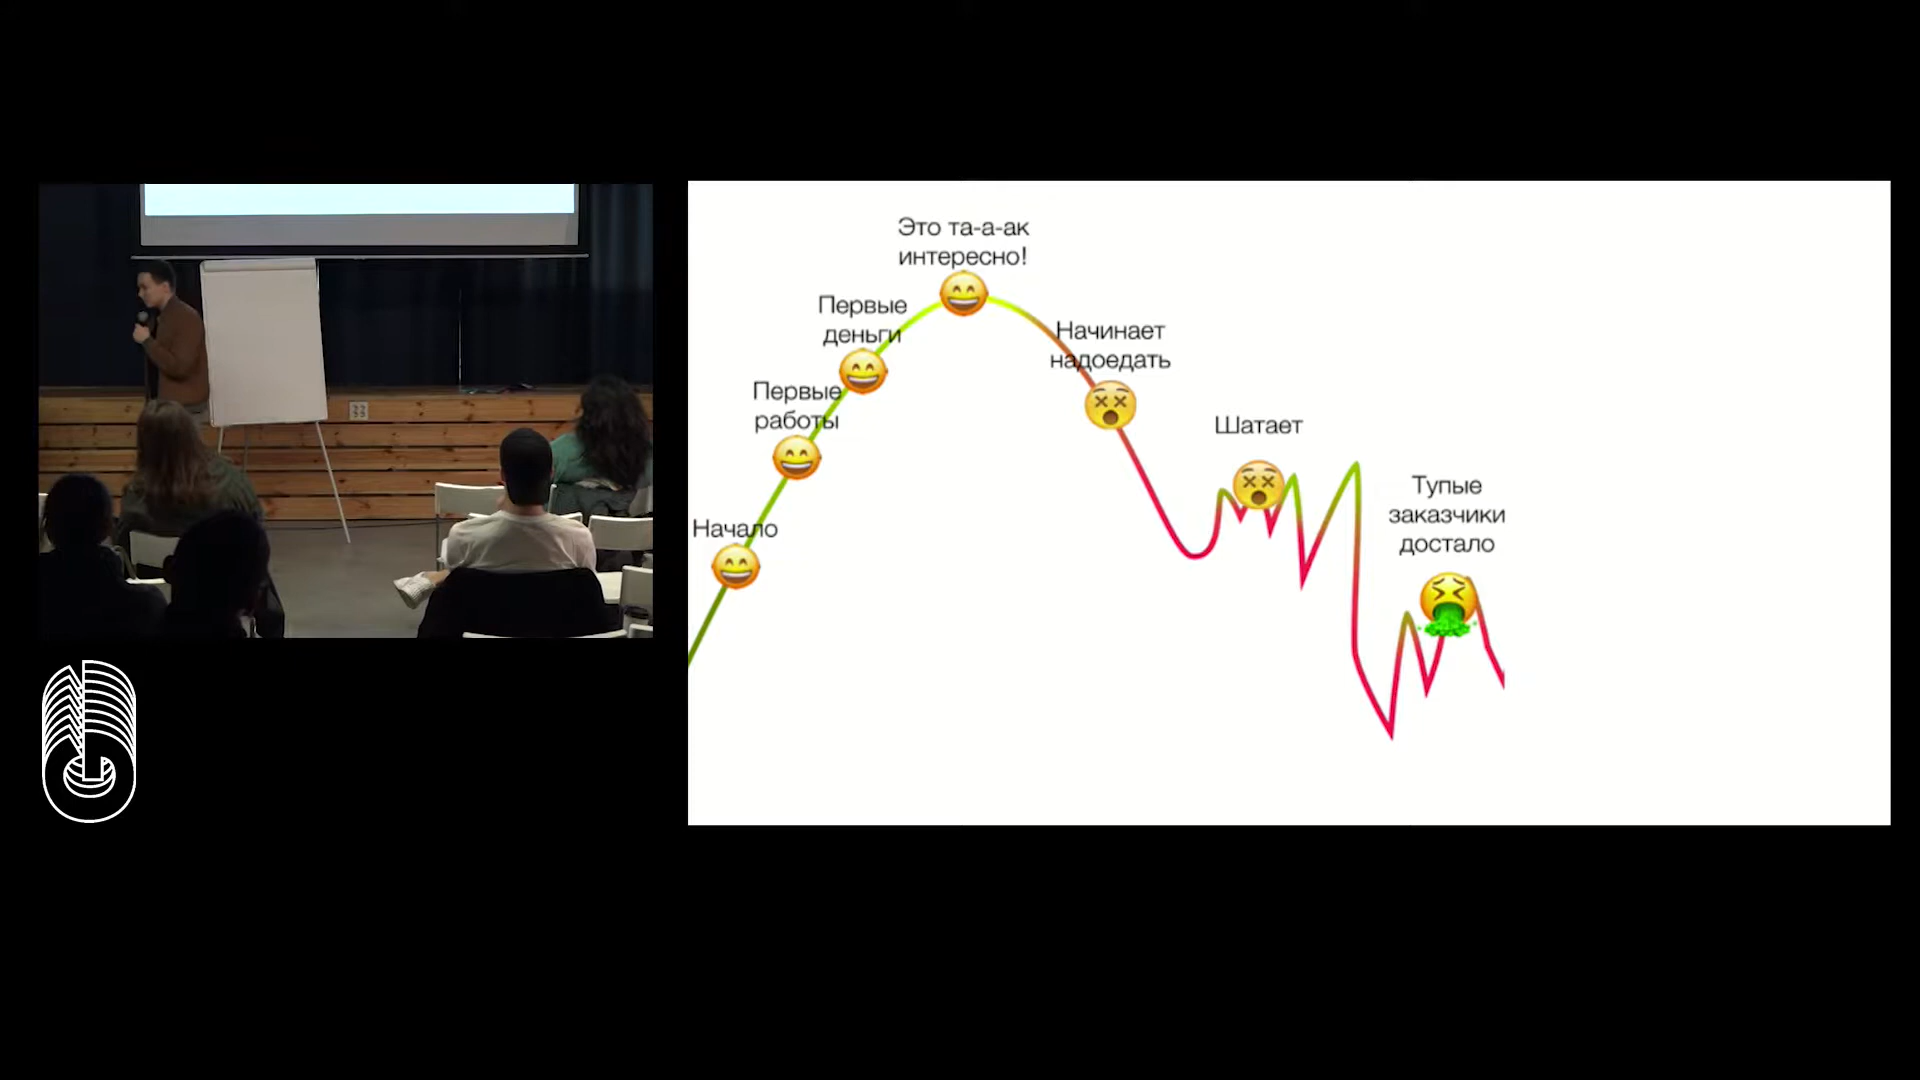 Это та-а-ак
интересно!
Первые
деньги
Начинает
надоедать
Первые
работы
Шатает
Тупые
заказчики
достало
Начало